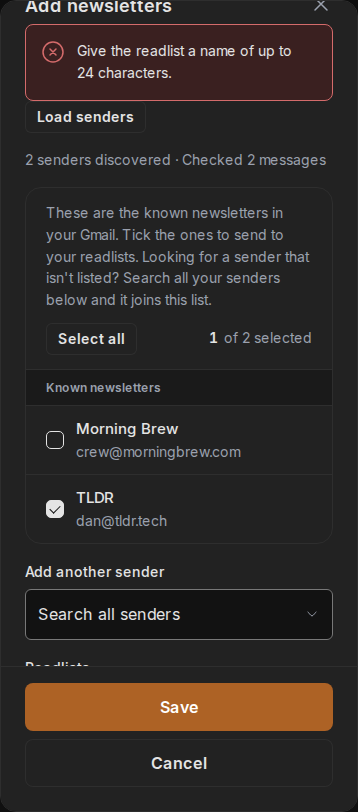 Add newsletters
Give the readlist a name of up to
24 characters.
Load senders
2 senders discovered · Checked 2 messages
These are the known newsletters in
your Gmail. Tick the ones to send to
your readlists. Looking for a sender that
isn't listed? Search all your senders
below and it joins this list.
Select all
1 of 2 selected
Known newsletters
Morning Brew
crew@morningbrew.com
TLDR
dan@tldr.tech
Add another sender
Search all senders
Readlists
Save
Cancel